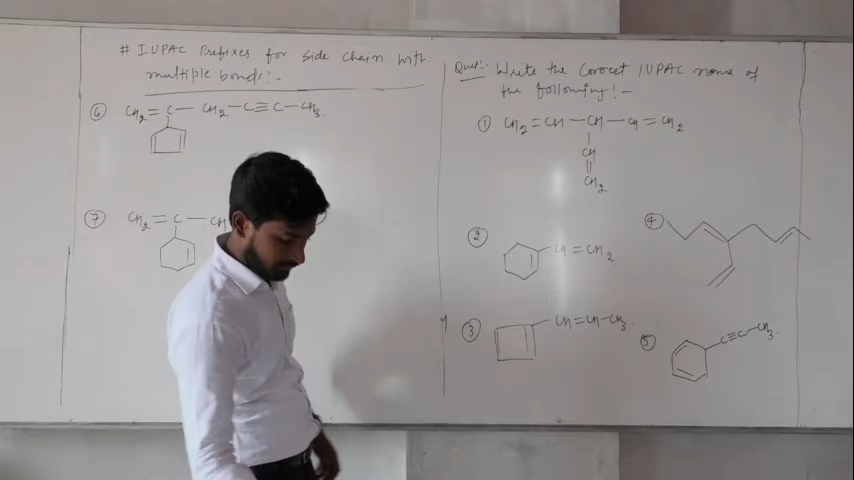 # IUPAC Prefixes for side chain with
multiple bonds:-
⑥ CH2=C-CH2-C≡C-CH3.
⑦ CH2=C-CH
Ques:- Write the Correct IUPAC name of
the following:-
① CH2=CH-CH-CH=CH2
CH
||
CH2
② CH=CH2
④
③ CH=CH-CH3.
⑤ C≡C-CH3